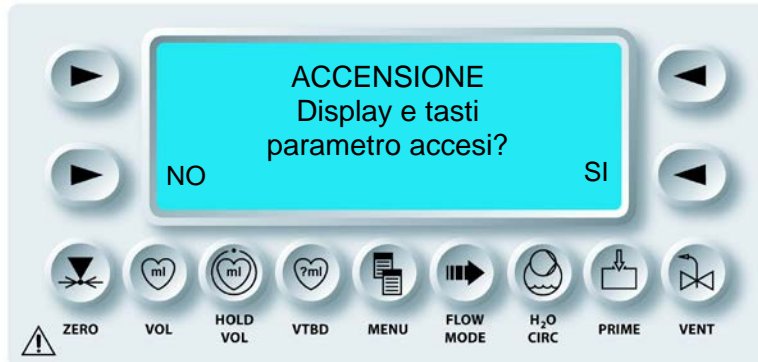 ACCENSIONE
Display e tasti
parametro accesi?
NO
SI
ml
ml
?ml
ZERO
VOL
HOLD VOL
VTBD
MENU
FLOW MODE
H₂O CIRC
PRIME
VENT